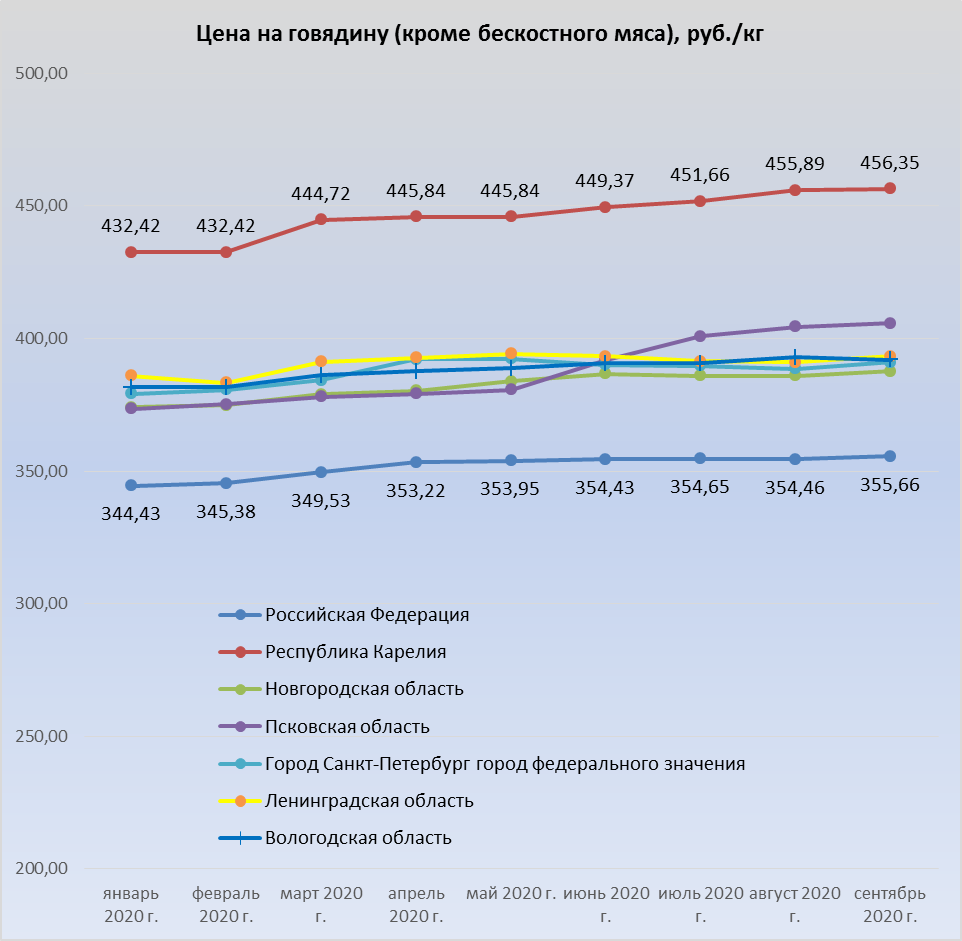 Цена на говядину (кроме бескостного мяса), руб./кг
500,00
450,00
400,00
350,00
300,00
250,00
200,00
432,42
432,42
444,72
445,84
445,84
449,37
451,66
455,89
456,35
344,43
345,38
349,53
353,22
353,95
354,43
354,65
354,46
355,66
Российская Федерация
Республика Карелия
Новгородская область
Псковская область
Город Санкт-Петербург город федерального значения
Ленинградская область
Вологодская область
январь
2020 г.
февраль
2020 г.
март 2020
г.
апрель
2020 г.
май 2020 г.
июнь 2020
г.
июль 2020
г.
август 2020
г.
сентябрь
2020 г.